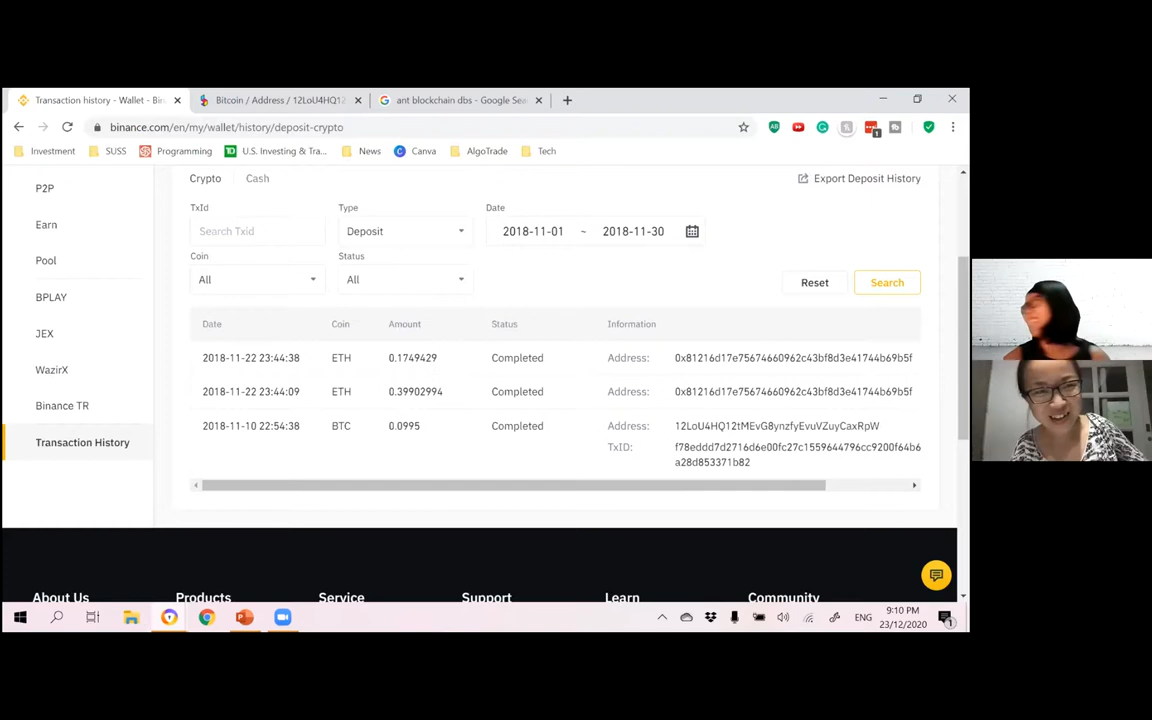 Transaction history - Wallet - Bin
Bitcoin / Address / 12LoU4HQ12
ant blockchain dbs - Google Sea
binance.com/en/my/wallet/history/deposit-crypto
Investment SUSS Programming U.S. Investing & Tra... News Canva AlgoTrade Tech
P2P
Earn
Pool
BPLAY
JEX
WazirX
Binance TR
Transaction History
Crypto Cash Export Deposit History
TxId Type Date
Search Txid Deposit 2018-11-01 ~ 2018-11-30
Coin Status
All All Reset Search
Date Coin Amount Status Information
2018-11-22 23:44:38 ETH 0.1749429 Completed Address: 0x81216d17e75674660962c43bf8d3e41744b69b5f
2018-11-22 23:44:09 ETH 0.39902994 Completed Address: 0x81216d17e75674660962c43bf8d3e41744b69b5f
2018-11-10 22:54:38 BTC 0.0995 Completed Address: 12LoU4HQ12tMEvG8ynzfyEvuVZuyCaxRpW
TxID: f78eddd7d2716d6e00fc27c1559644796cc9200f64b6
a28d853371b82
About Us Products Service Support Learn Community
9:10 PM
ENG
23/12/2020